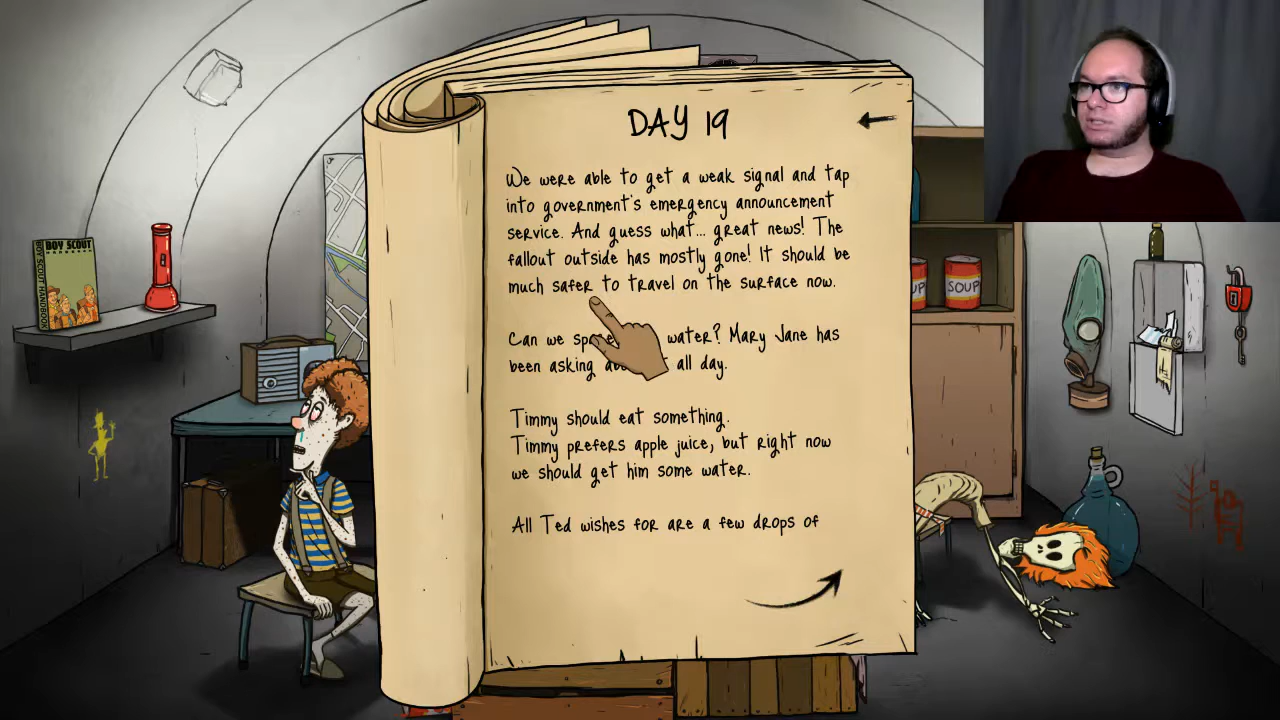 DAY 19
We were able to get a weak signal and tap
into government's emergency announcement
service. And guess what... great news! The
fallout outside has mostly gone! It should be
much safer to travel on the surface now.
Can we water? Mary Jane has
been asking all day.
Timmy should eat something.
Timmy prefers apple juice, but right now
we should get him some water.
All Ted wishes for are a few drops of
BOY SCOUT
BOY SCOUT HANDBOOK
SOUP